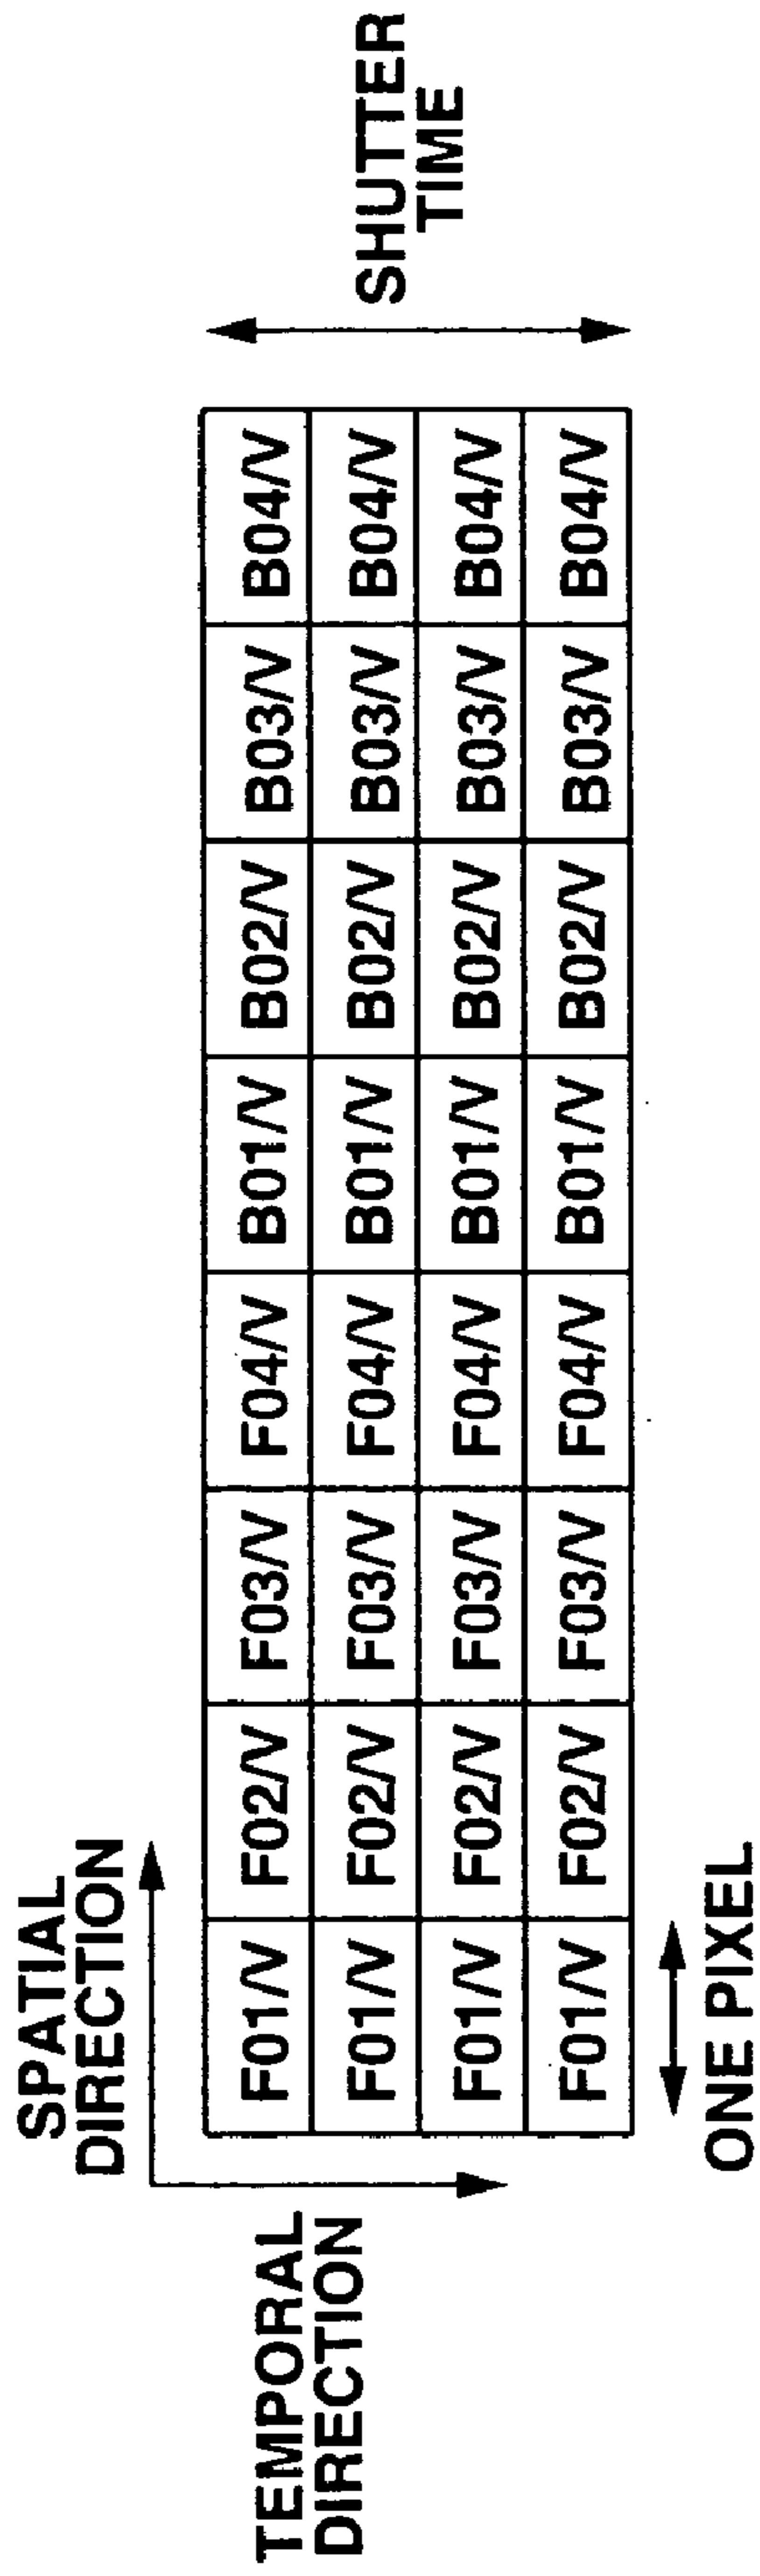 SPATIAL
DIRECTION
TEMPORAL
DIRECTION
F01/V F02/V F03/V F04/V B01/V B02/V B03/V B04/V
F01/V F02/V F03/V F04/V B01/V B02/V B03/V B04/V
F01/V F02/V F03/V F04/V B01/V B02/V B03/V B04/V
F01/V F02/V F03/V F04/V B01/V B02/V B03/V B04/V
SHUTTER
TIME
ONE PIXEL